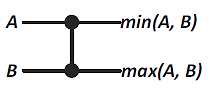 A min(A, B)
B max(A, B)